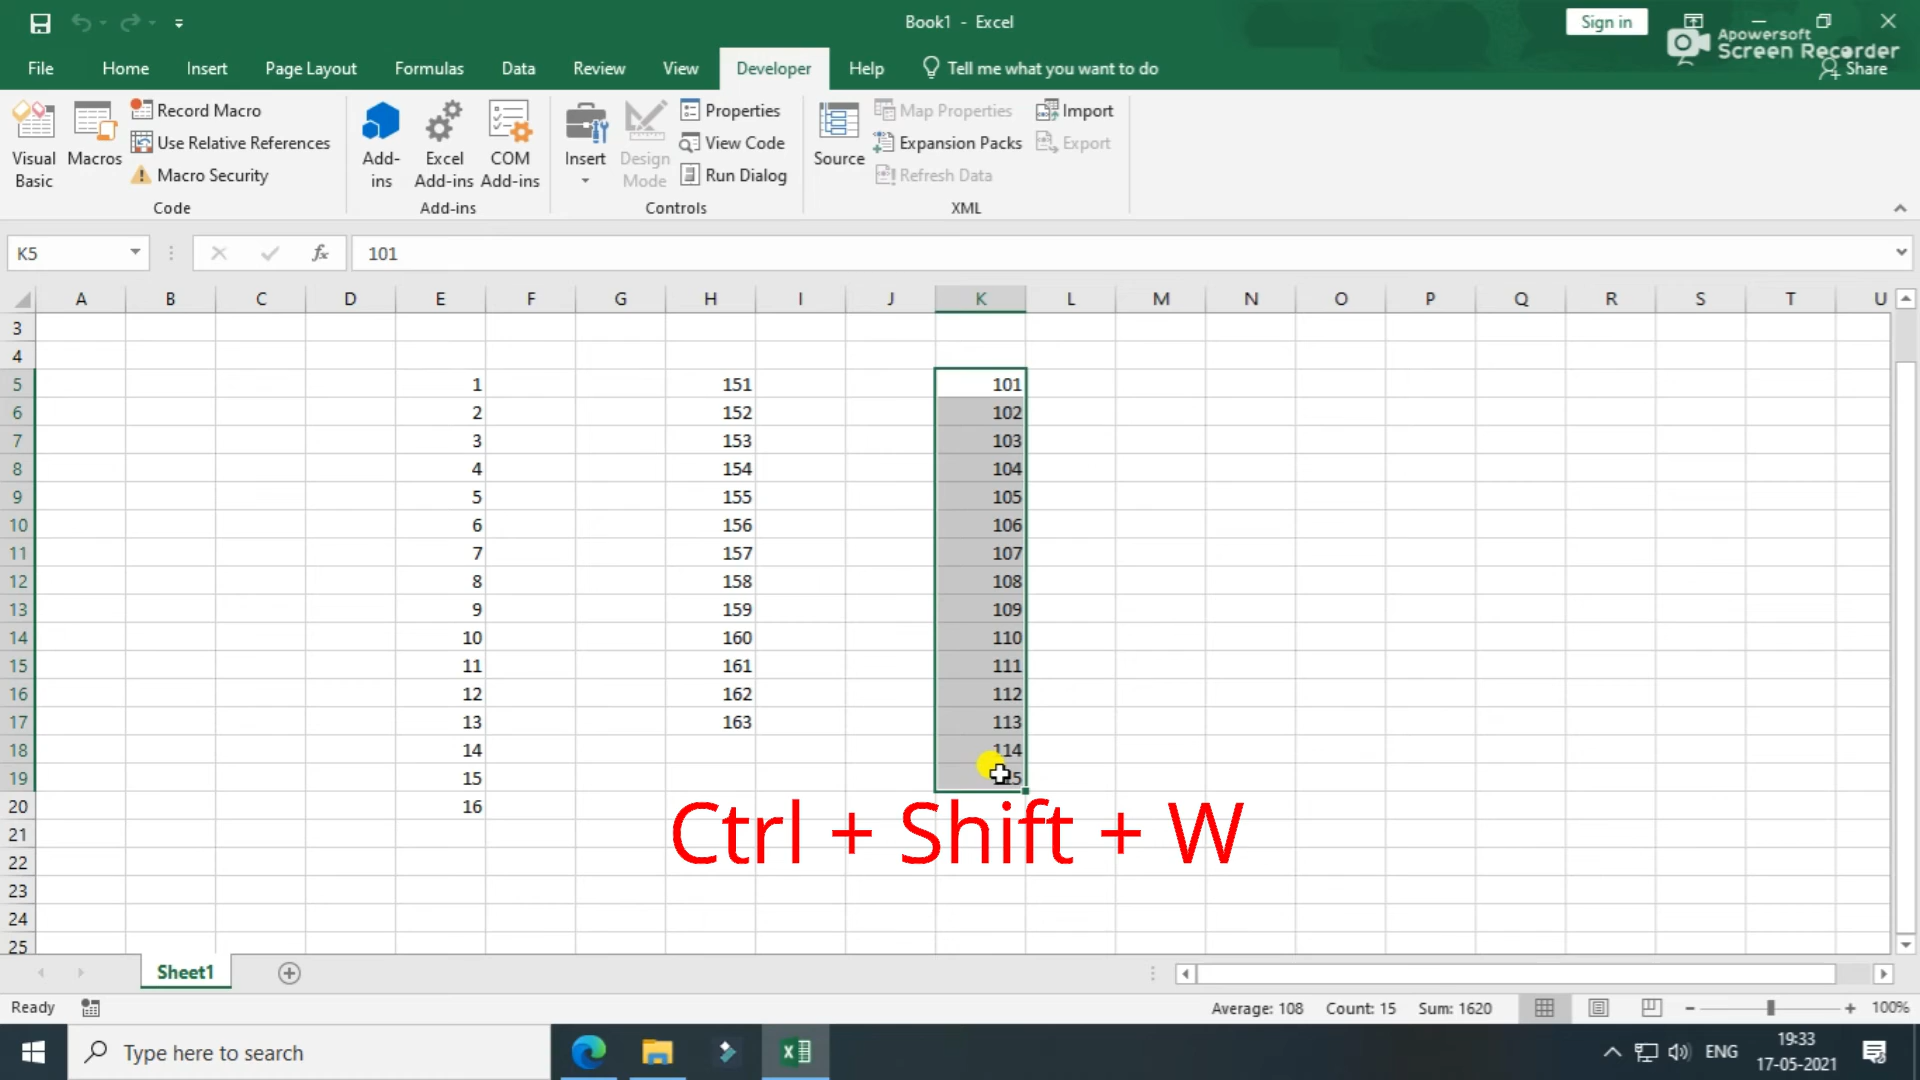 Book1 - Excel
Sign in
Apowersoft
Screen Recorder
File Home Insert Page Layout Formulas Data Review View Developer Help Tell me what you want to do Share
Visual Basic
Macros
Record Macro
Use Relative References
Macro Security
Code
Add-ins
Excel Add-ins
COM Add-ins
Add-ins
Insert
Design Mode
Properties
View Code
Run Dialog
Controls
Source
Map Properties
Expansion Packs
Refresh Data
Import
Export
XML
K5 fx 101
A B C D E F G H I J K L M N O P Q R S T U
3
4
5 1 151 101
6 2 152 102
7 3 153 103
8 4 154 104
9 5 155 105
10 6 156 106
11 7 157 107
12 8 158 108
13 9 159 109
14 10 160 110
15 11 161 111
16 12 162 112
17 13 163 113
18 14 114
19 15
20 16
Ctrl + Shift + W
21
22
23
24
25
Sheet1
Ready Average: 108 Count: 15 Sum: 1620 100%
Type here to search ENG 19:33
17-05-2021